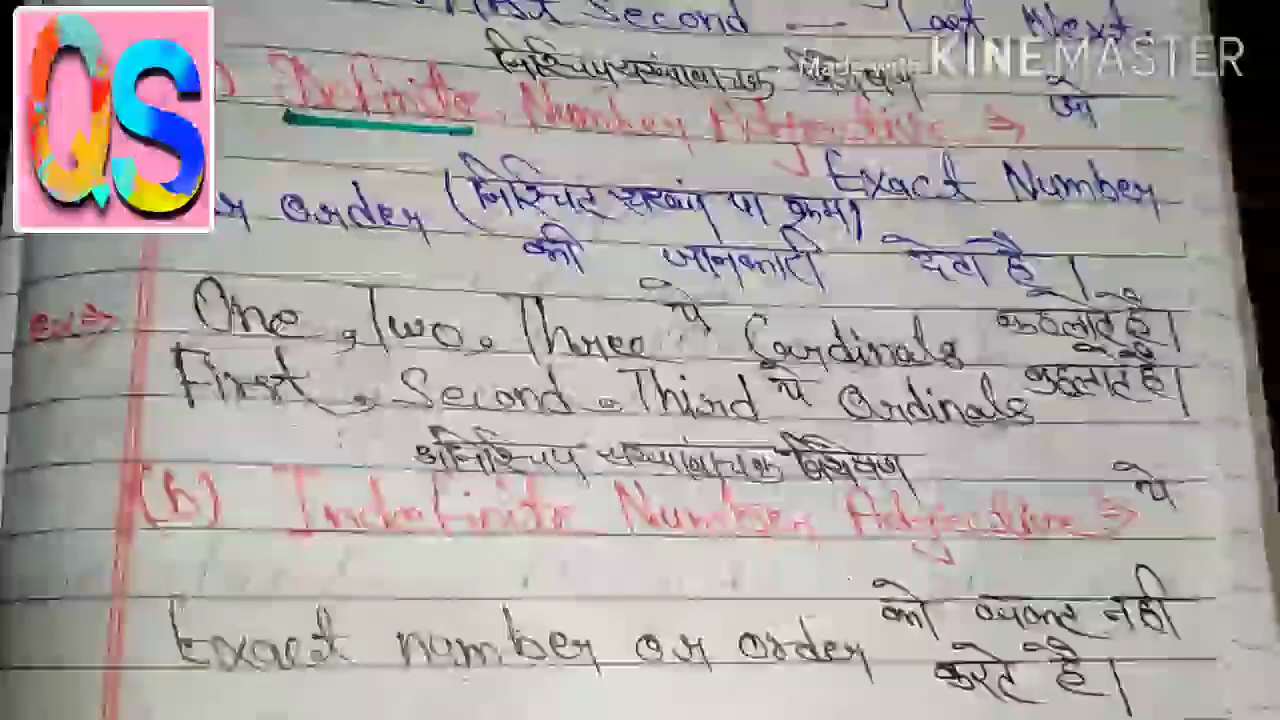 Second — Last Next.
Made with KINEMASTER
QS
निश्चियसंख्यावाचक विशेषण
) Definite Number Adjective ⇒ जो
Exact Number
or order (निश्चित संख्या या क्रम)
की जानकारी देता है।
ex⇒ One, Two, Three ये Cardinals कहलाते है।
First, Second, Third ये Ordinals कहलाते है।
अनिश्चिय संख्यावाचक विशेषण
(b) Indefinite Number Adjective ⇒ ये
Exact number or order को व्यक्त नही
करते है।